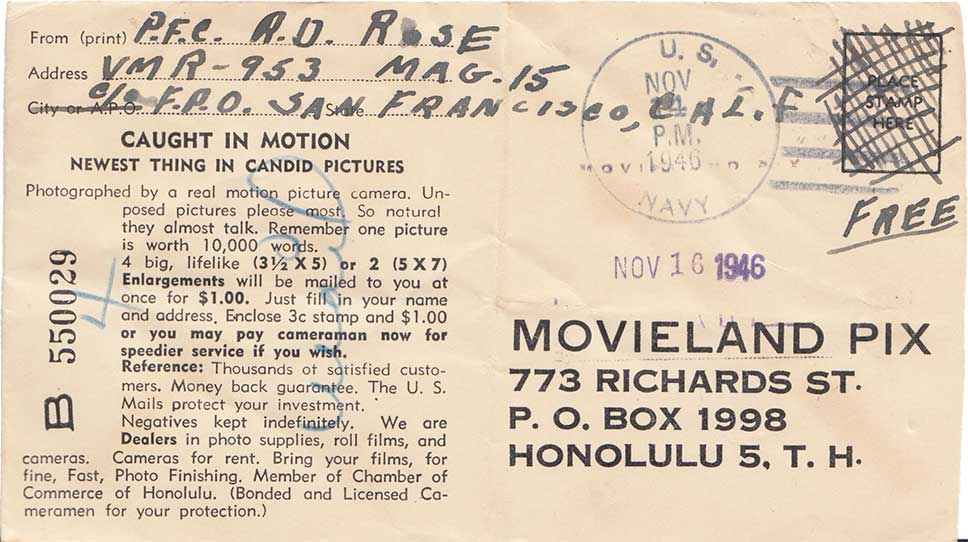 From (print) P.F.C. R.D. ROSE
Address VMR-953 MAG. 15
City or A.P.O. c/o F.P.O. State SAN FRANCISCO, CALIF
CAUGHT IN MOTION
NEWEST THING IN CANDID PICTURES
Photographed by a real motion picture camera. Un-
posed pictures please most. So natural
they almost talk. Remember one picture
is worth 10,000 words.
4 big, lifelike (3½ X 5) or 2 (5 X 7)
Enlargements will be mailed to you at
once for $1.00. Just fill in your name
and address. Enclose 3c stamp and $1.00
or you may pay cameraman now for
speedier service if you wish.
Reference: Thousands of satisfied custo-
mers. Money back guarantee. The U. S.
Mails protect your investment.
Negatives kept indefinitely. We are
Dealers in photo supplies, roll films, and
cameras. Cameras for rent. Bring your films, for
fine, Fast, Photo Finishing. Member of Chamber of
Commerce of Honolulu. (Bonded and Licensed Ca-
meramen for your protection.)
B 550029
4
U. S.
NOV
P.M.
1946
NAVY
PLACE
STAMP
HERE
FREE
NOV 16 1946
MOVIELAND PIX
773 RICHARDS ST.
P. O. BOX 1998
HONOLULU 5, T. H.